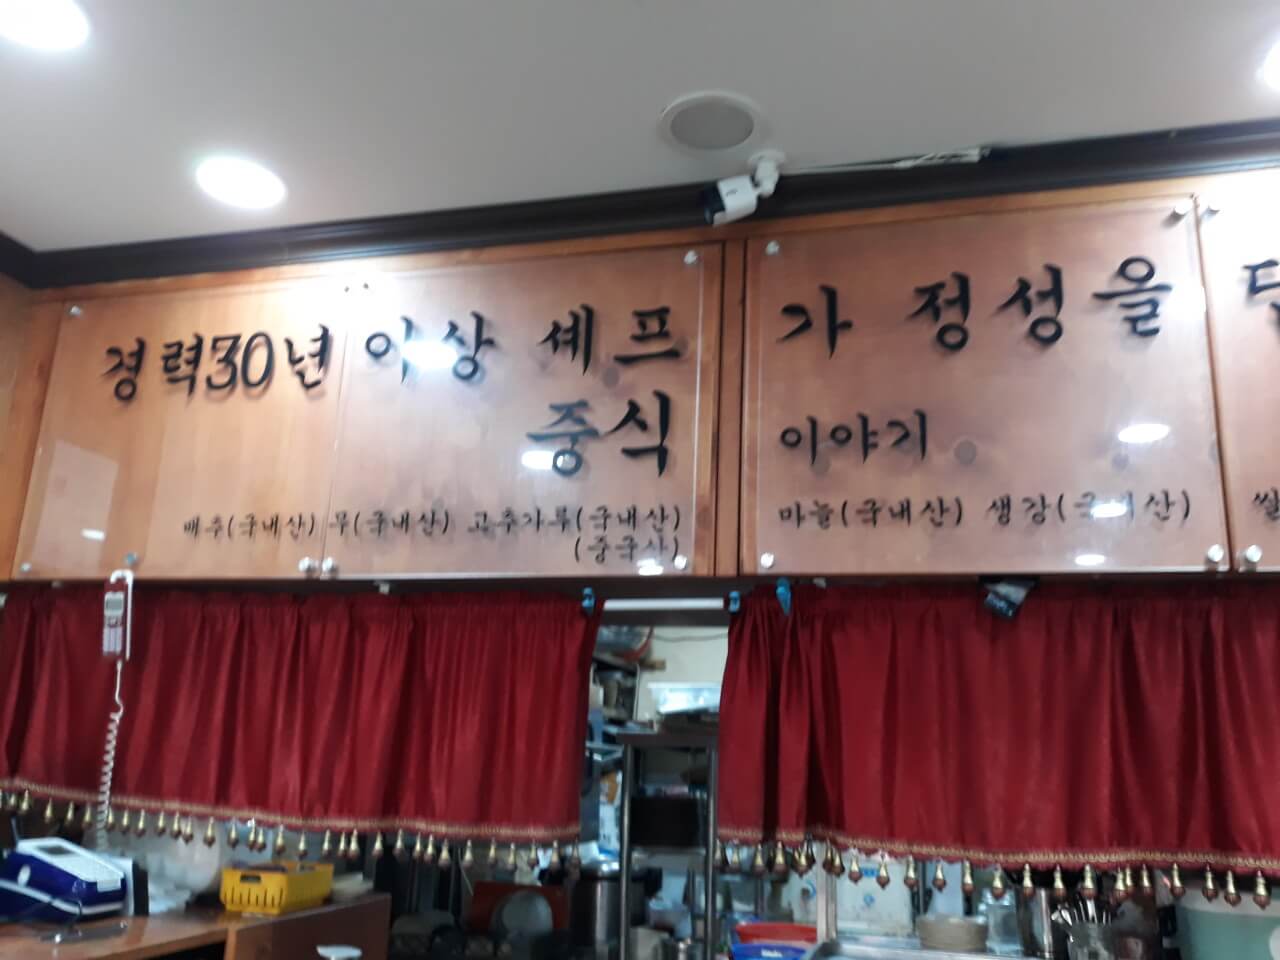 경력30년 이상 셰프가 정성을
중식 이야기
배추(국내산) 무(국내산) 고추가루(국내산) 마늘(국내산) 생강(국내산) 쌀
(중국산)